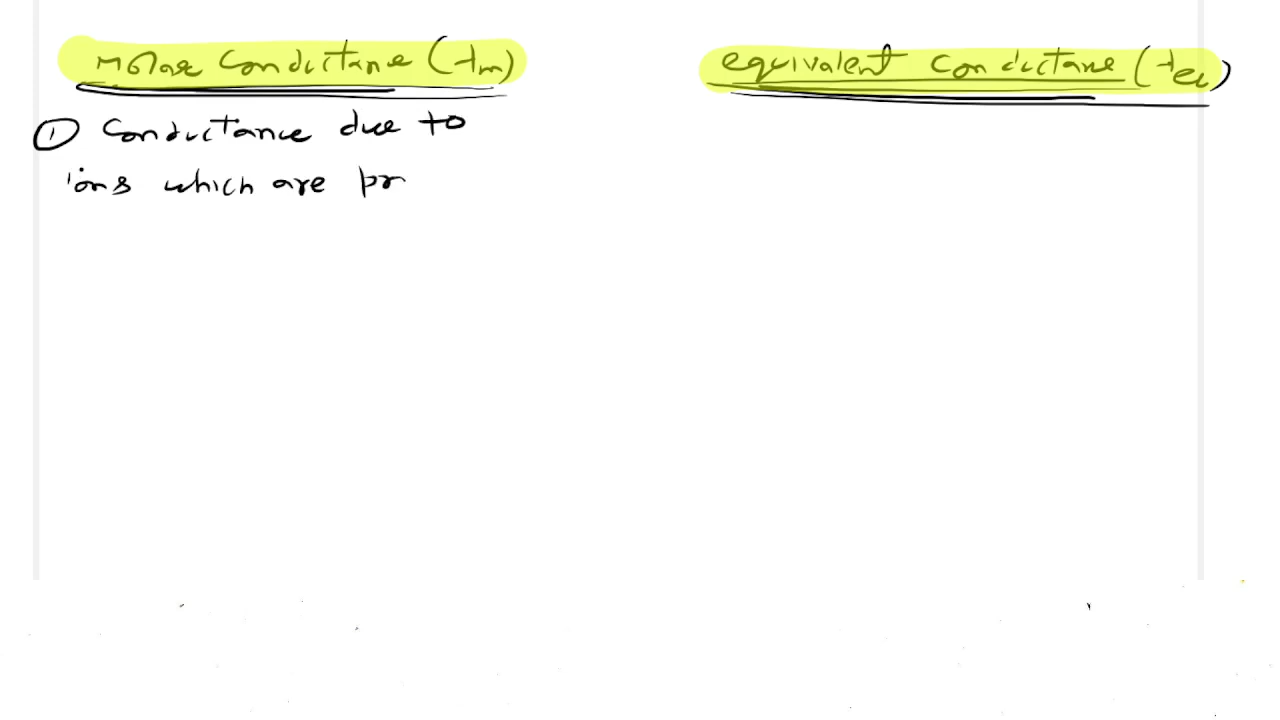 Molar Conductance (λm)
equivalent Conductance (λeq)
① Conductance due to
ions which are pr